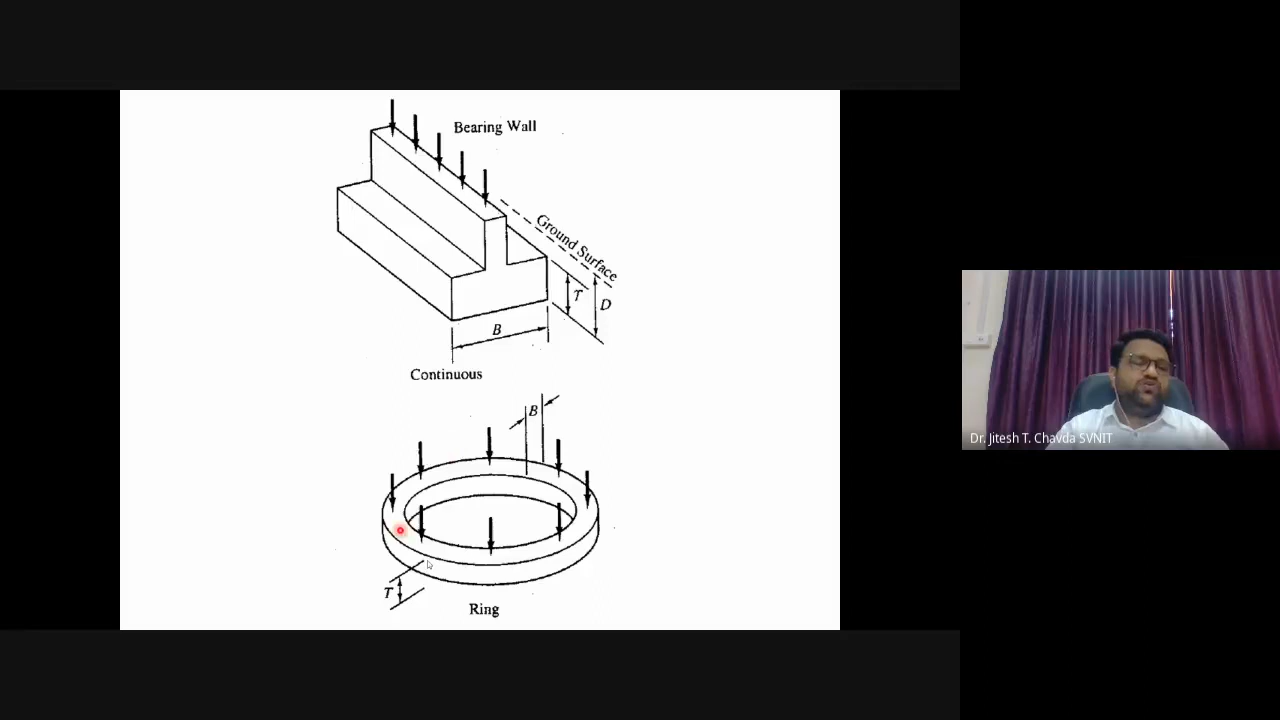 Bearing Wall
Ground Surface
T
D
B
Continuous
B
T
Ring
Dr. Jitesh T. Chavda SVNIT